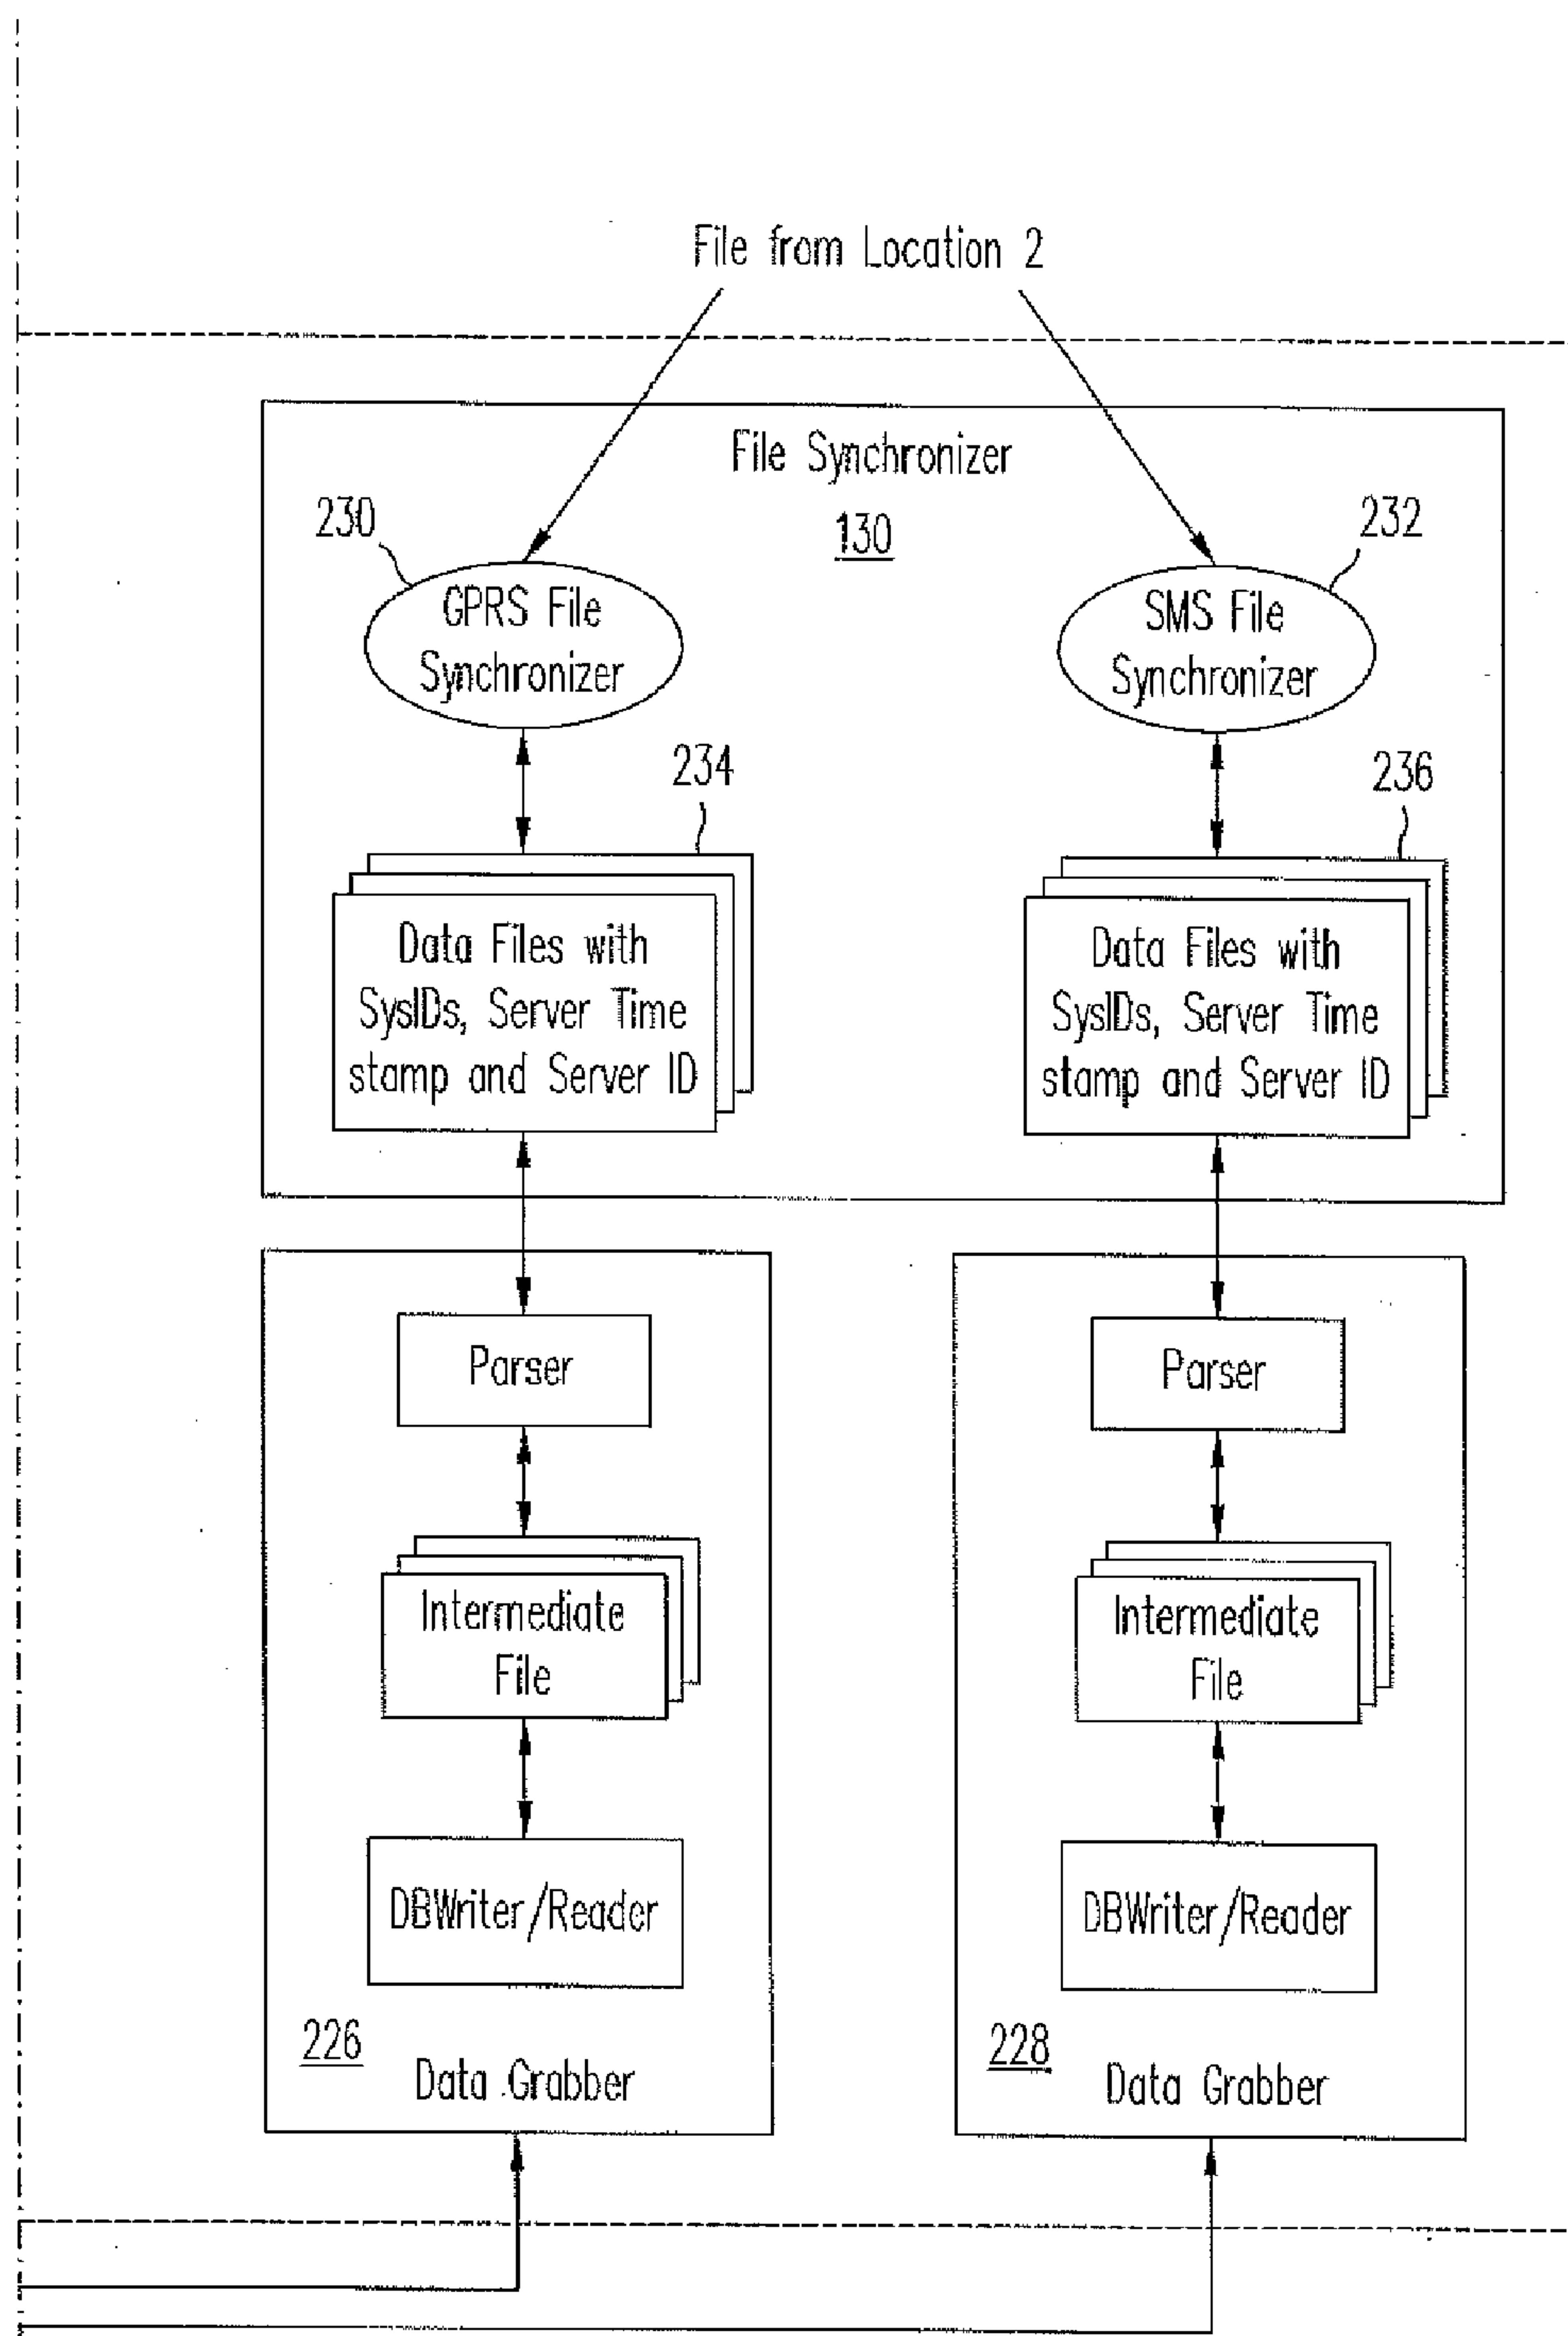 File from Location 2
File Synchronizer
130
230
232
GPRS File
Synchronizer
SMS File
Synchronizer
234
236
Data Files with
SysIDs, Server Time
stamp and Server ID
Data Files with
SysIDs, Server Time
stamp and Server ID
Parser
Parser
Intermediate
File
Intermediate
File
DBWriter/Reader
DBWriter/Reader
226
Data Grabber
228
Data Grabber